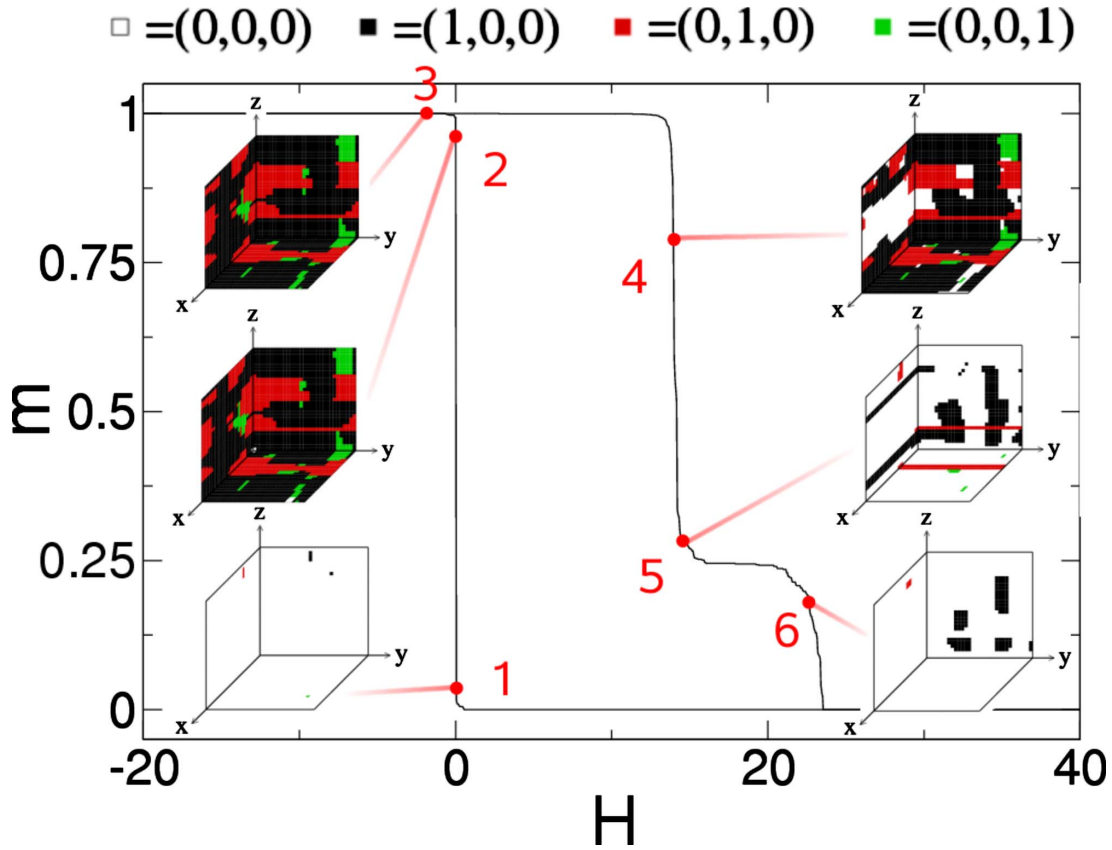 =(0,0,0) =(1,0,0) =(0,1,0) =(0,0,1)
3
1
z
z
2
y
y
x
4
x
0.75
z
z
m
0.5
y
y
x
x
z
z
0.25
5
1
6
y
y
0
x
x
-20 0 20 40
H